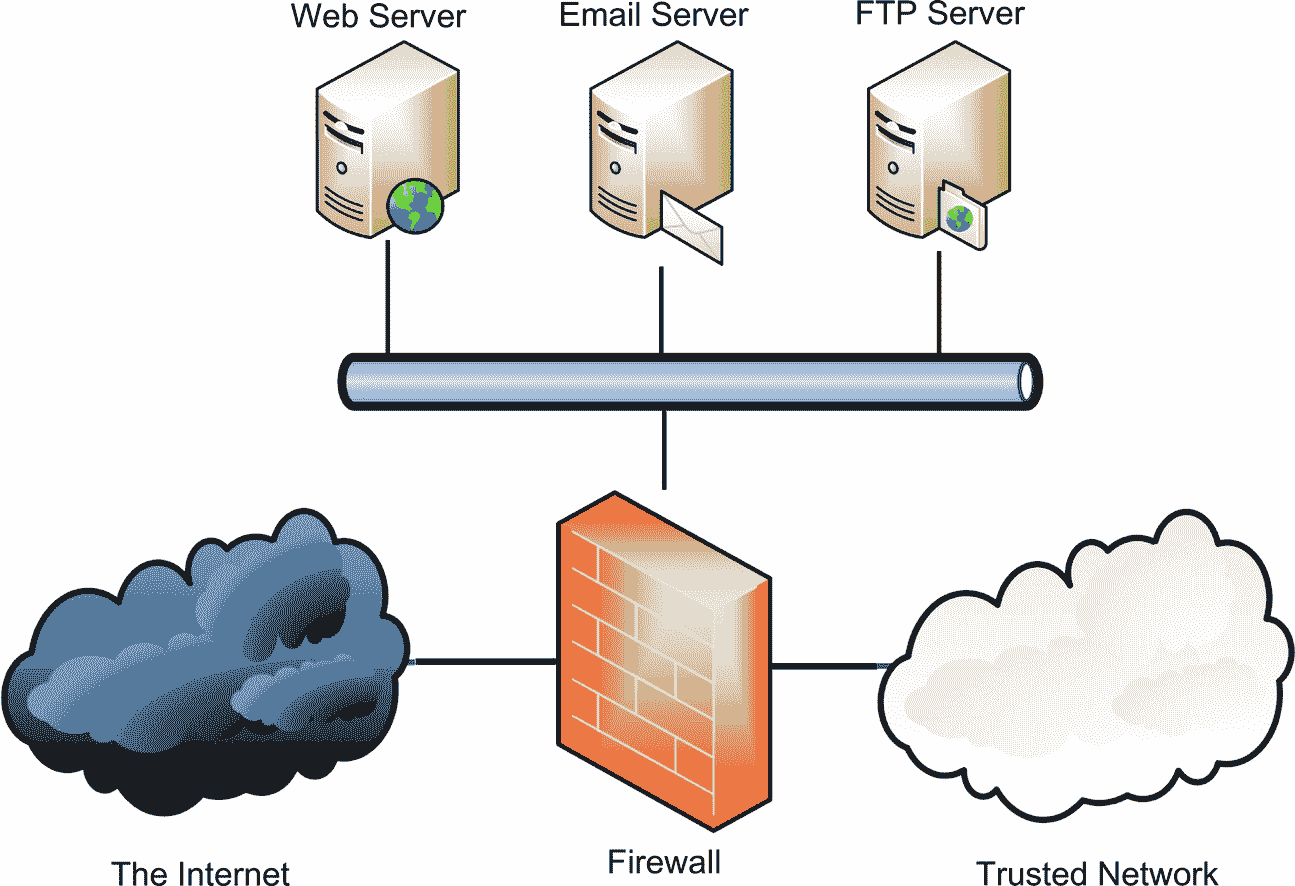 Web Server
Email Server
FTP Server
The Internet
Firewall
Trusted Network